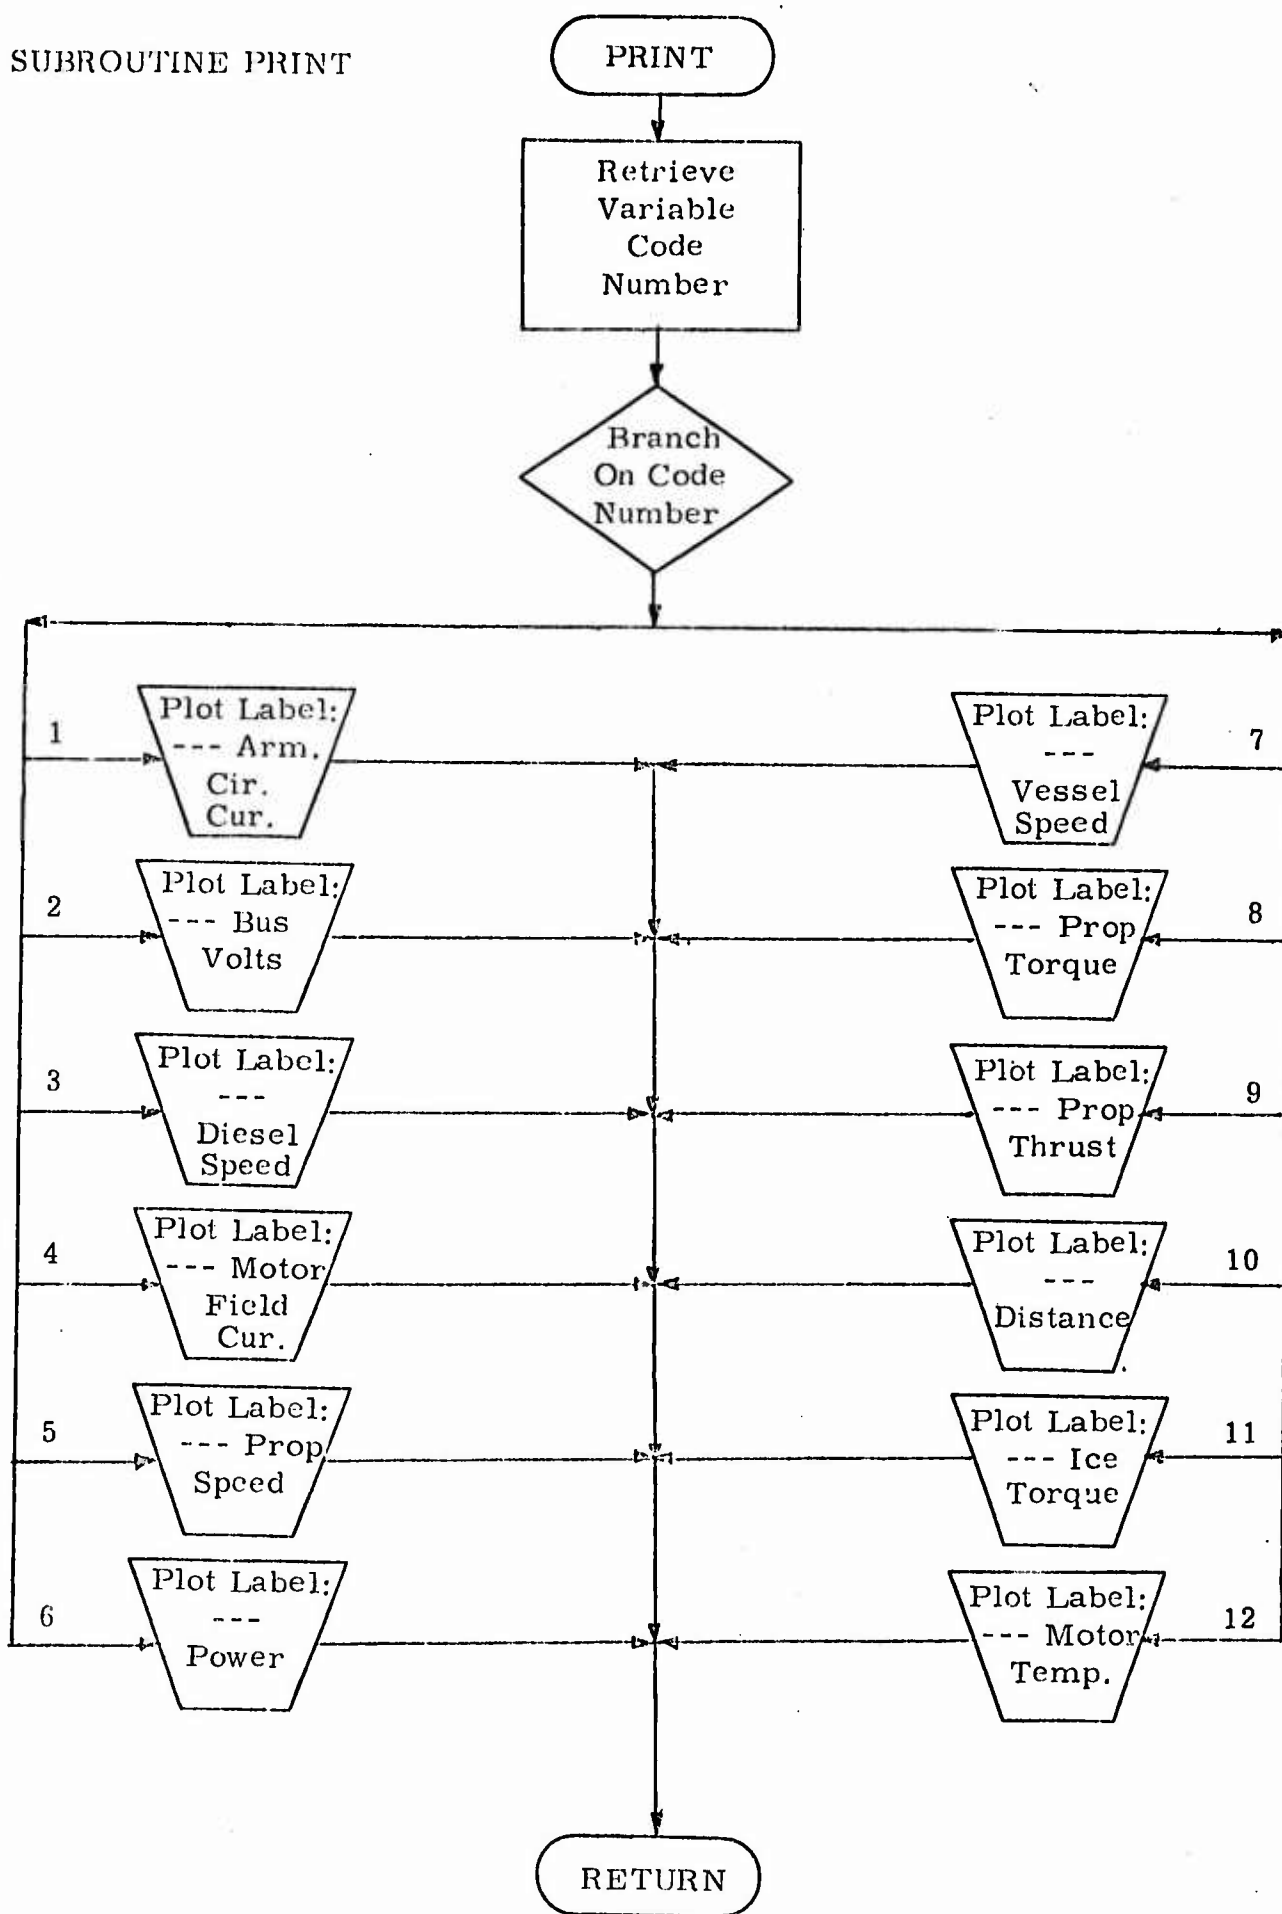 SUBROUTINE PRINT
PRINT
Retrieve
Variable
Code
Number
Branch
On Code
Number
1
Plot Label:
--- Arm.
Cir.
Cur.
2
Plot Label:
--- Bus
Volts
3
Plot Label:
---
Diesel
Speed
4
Plot Label:
--- Motor
Field
Cur.
5
Plot Label:
--- Prop
Speed
6
Plot Label:
---
Power
7
Plot Label:
---
Vessel
Speed
8
Plot Label:
--- Prop
Torque
9
Plot Label:
--- Prop
Thrust
10
Plot Label:
---
Distance
11
Plot Label:
--- Ice
Torque
12
Plot Label:
--- Motor
Temp.
RETURN